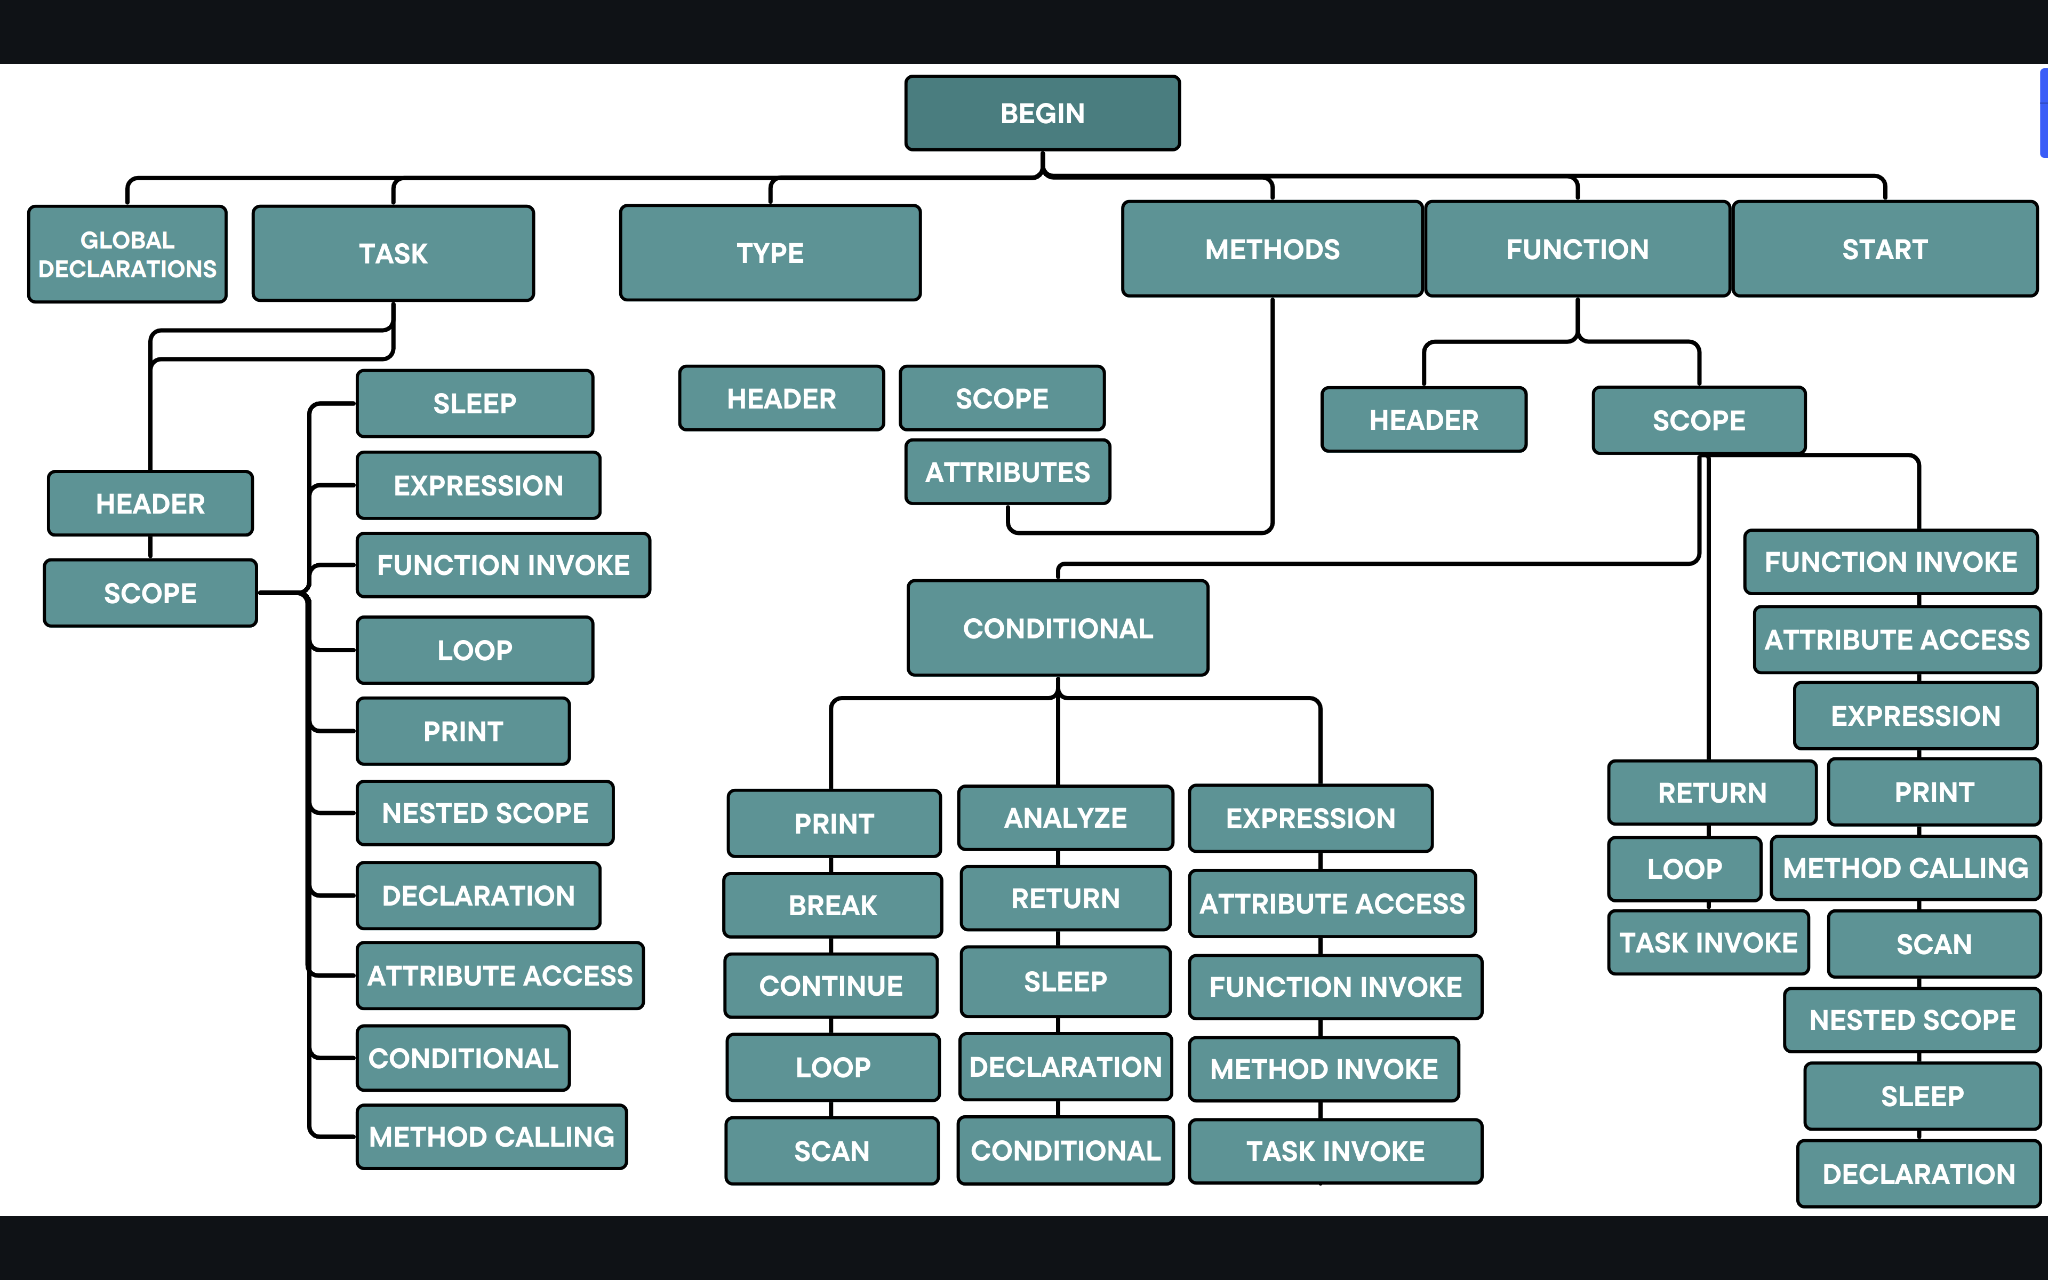 BEGIN
GLOBAL
DECLARATIONS
TASK
TYPE
METHODS
FUNCTION
START
HEADER
SCOPE
SLEEP
EXPRESSION
FUNCTION INVOKE
LOOP
PRINT
NESTED SCOPE
DECLARATION
ATTRIBUTE ACCESS
CONDITIONAL
METHOD CALLING
HEADER
SCOPE
ATTRIBUTES
HEADER
SCOPE
CONDITIONAL
PRINT
BREAK
CONTINUE
LOOP
SCAN
ANALYZE
RETURN
SLEEP
DECLARATION
CONDITIONAL
EXPRESSION
ATTRIBUTE ACCESS
FUNCTION INVOKE
METHOD INVOKE
TASK INVOKE
RETURN
LOOP
TASK INVOKE
FUNCTION INVOKE
ATTRIBUTE ACCESS
EXPRESSION
PRINT
METHOD CALLING
SCAN
NESTED SCOPE
SLEEP
DECLARATION